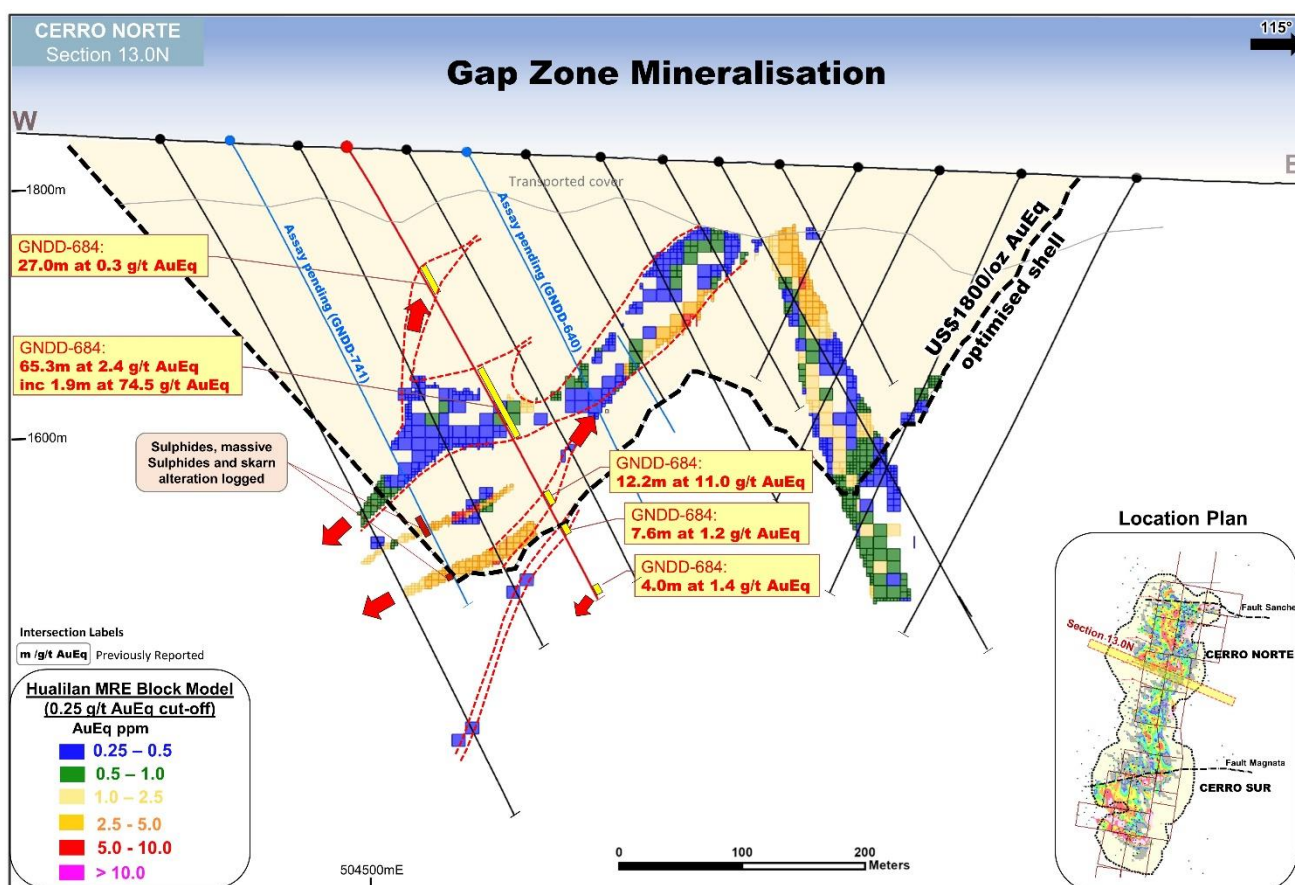 CERRO NORTE
Section 13.0N
115°
Gap Zone Mineralisation
W
E
Transported cover
1800m
GNDD-684:
27.0m at 0.3 g/t AuEq
Assay pending (GNDD-741)
Assay pending (GNDD-640)
US$1800/oz AuEq
optimised shell
GNDD-684:
65.3m at 2.4 g/t AuEq
inc 1.9m at 74.5 g/t AuEq
1600m
Sulphides, massive
Sulphides and skarn
alteration logged
GNDD-684:
12.2m at 11.0 g/t AuEq
GNDD-684:
7.6m at 1.2 g/t AuEq
GNDD-684:
4.0m at 1.4 g/t AuEq
Location Plan
Fault Sanche
Section 13.0N
CERRO NORTE
Fault Magnata
CERRO SUR
Intersection Labels
m /g/t AuEq Previously Reported
Hualilan MRE Block Model
(0.25 g/t AuEq cut-off)
AuEq ppm
0.25 – 0.5
0.5 – 1.0
1.0 – 2.5
2.5 - 5.0
5.0 - 10.0
> 10.0
504500mE
0 100 200
Meters